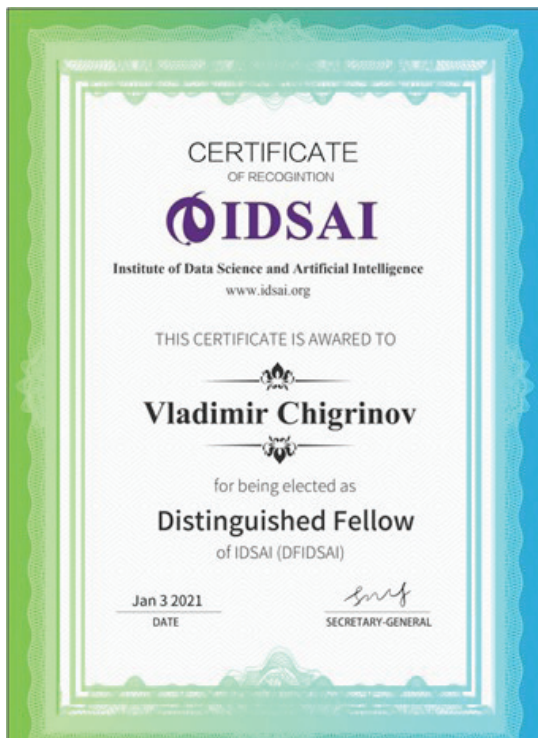 CERTIFICATE
OF RECOGINTION
IDSAI
Institute of Data Science and Artificial Intelligence
www.idsai.org
THIS CERTIFICATE IS AWARED TO
Vladimir Chigrinov
for being elected as
Distinguished Fellow
of IDSAI (DFIDSAI)
Jan 3 2021
DATE
SECRETARY-GENERAL